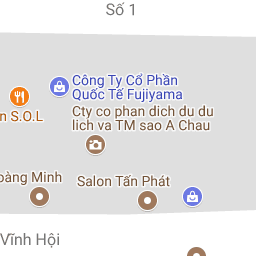 Số 1
Công Ty Cổ Phần
Quốc Tế Fujiyama
n S.O.L
Cty co phan dich du du
lich va TM sao A Chau
oàng Minh
Salon Tấn Phát
Vĩnh Hội